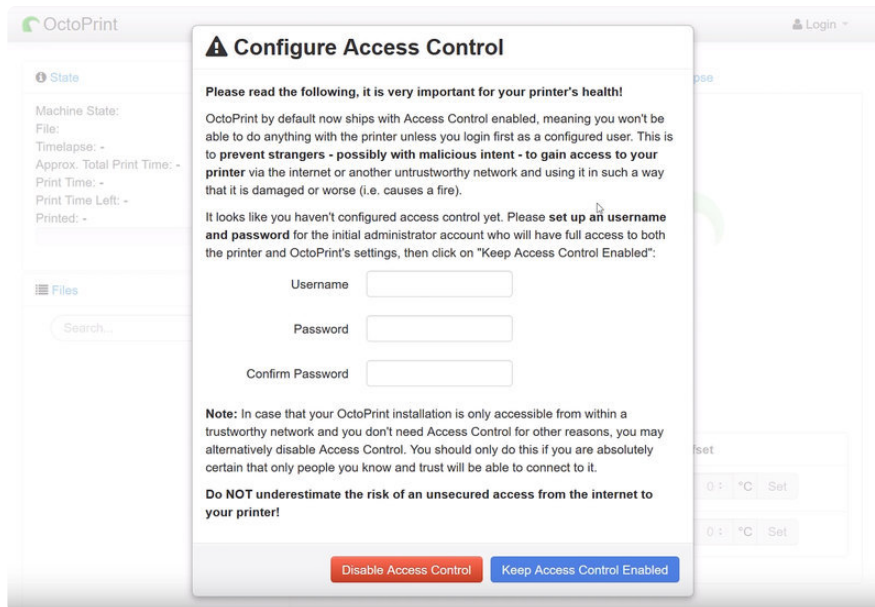 OctoPrint
Login
Configure Access Control
State
Please read the following, it is very important for your printer's health!
Machine State:
File:
Timelapse: -
Approx. Total Print Time: -
Print Time: -
Print Time Left: -
Printed: -
OctoPrint by default now ships with Access Control enabled, meaning you won't be
able to do anything with the printer unless you login first as a configured user. This is
to prevent strangers - possibly with malicious intent - to gain access to your
printer via the internet or another untrustworthy network and using it in such a way
that it is damaged or worse (i.e. causes a fire).
It looks like you haven't configured access control yet. Please set up an username
and password for the initial administrator account who will have full access to both
the printer and OctoPrint's settings, then click on "Keep Access Control Enabled":
Files
Search...
Username
Password
Confirm Password
Note: In case that your OctoPrint installation is only accessible from within a
trustworthy network and you don't need Access Control for other reasons, you may
alternatively disable Access Control. You should only do this if you are absolutely
certain that only people you know and trust will be able to connect to it.
Do NOT underestimate the risk of an unsecured access from the internet to
your printer!
0 °C Set
0 °C Set
Disable Access Control
Keep Access Control Enabled